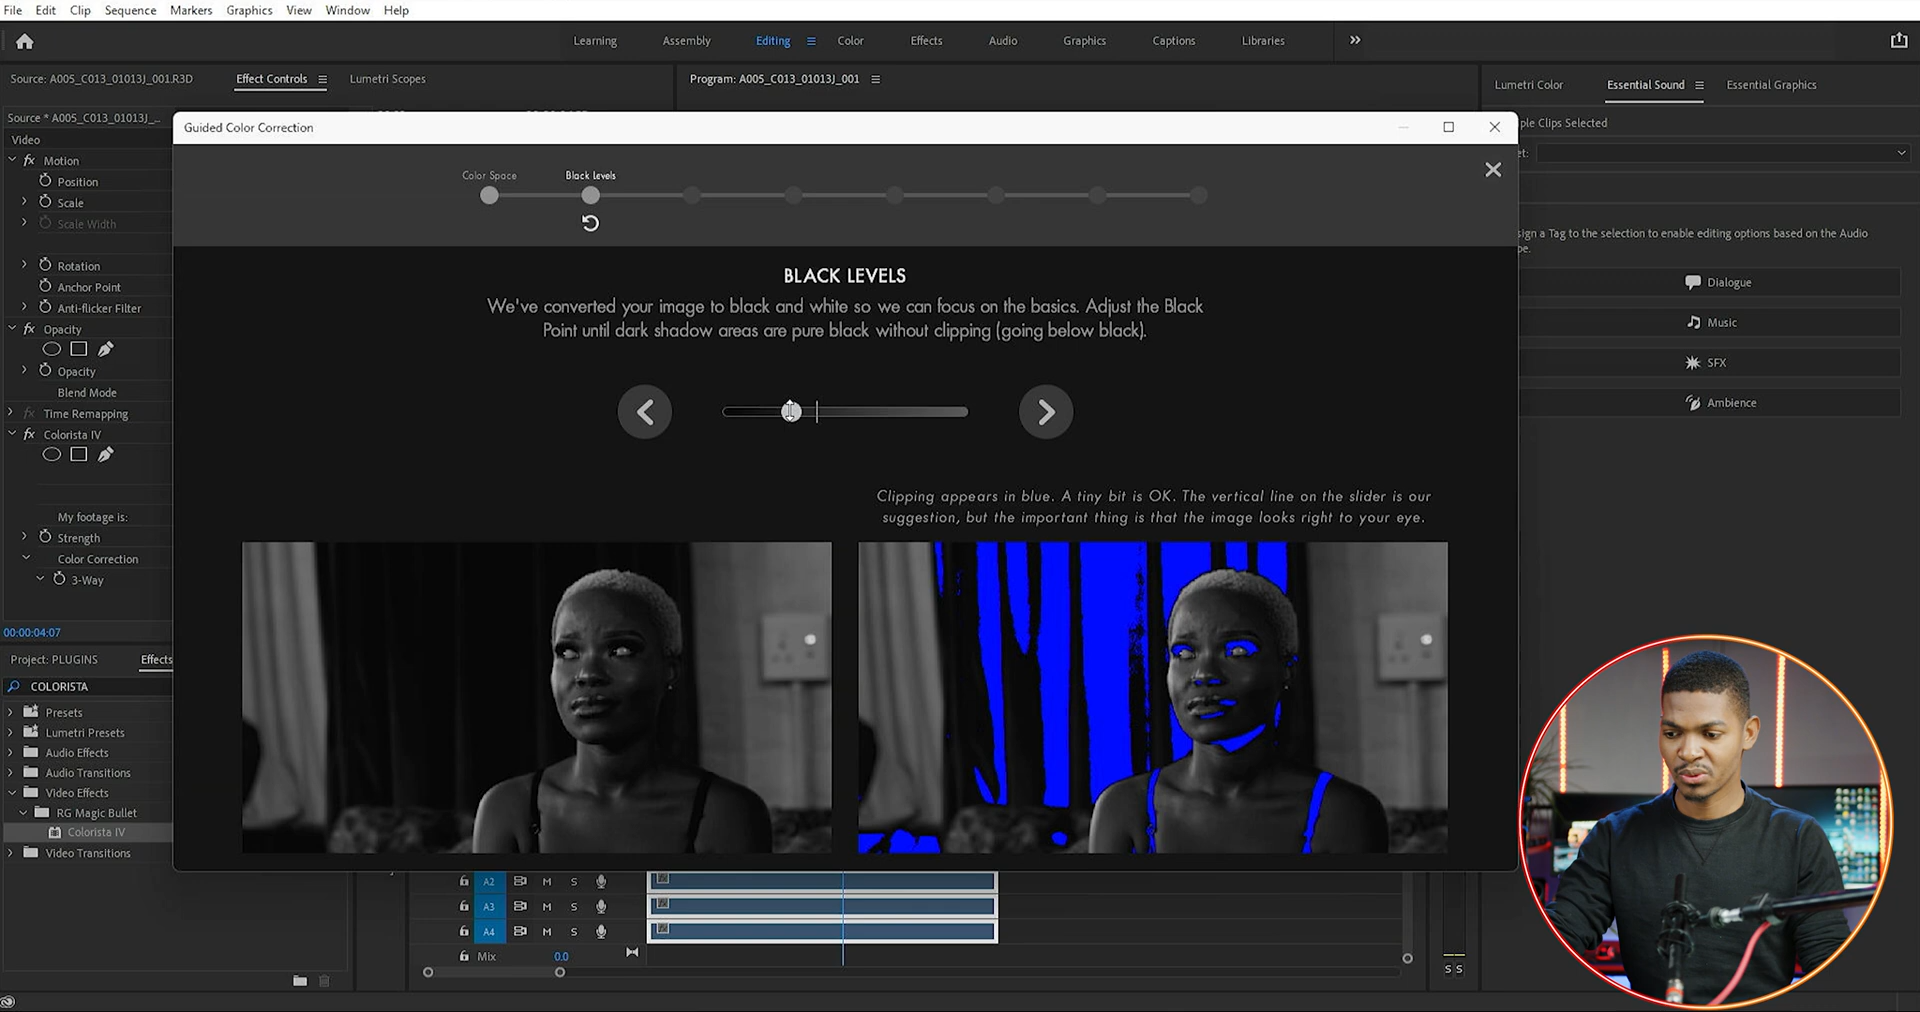 File Edit Clip Sequence Markers Graphics View Window Help
Learning Assembly Editing Color Effects Audio Graphics Captions Libraries
Source: A005_C013_01013J_001.R3D Effect Controls Lumetri Scopes Program: A005_C013_01013J_001
Lumetri Color Essential Sound Essential Graphics
Source * A005_C013_01013J_...
Video
fx Motion
Position
Scale
Scale Width
Rotation
Anchor Point
Anti-flicker Filter
fx Opacity
Opacity
Blend Mode
fx Time Remapping
fx Colorista IV
My footage is:
Strength
Color Correction
3-Way
00:00:04:07
Guided Color Correction
Color Space Black Levels
BLACK LEVELS
We've converted your image to black and white so we can focus on the basics. Adjust the Black
Point until dark shadow areas are pure black without clipping (going below black).
Clipping appears in blue. A tiny bit is OK. The vertical line on the slider is our
suggestion, but the important thing is that the image looks right to your eye.
ple Clips Selected
et:
sign a Tag to the selection to enable editing options based on the Audio
pe.
Dialogue
Music
SFX
Ambience
Project: PLUGINS Effects
COLORISTA
Presets
Lumetri Presets
Audio Effects
Audio Transitions
Video Effects
RG Magic Bullet
Colorista IV
Video Transitions
A2 M S
A3 M S
A4 M S
Mix 0.0
S S